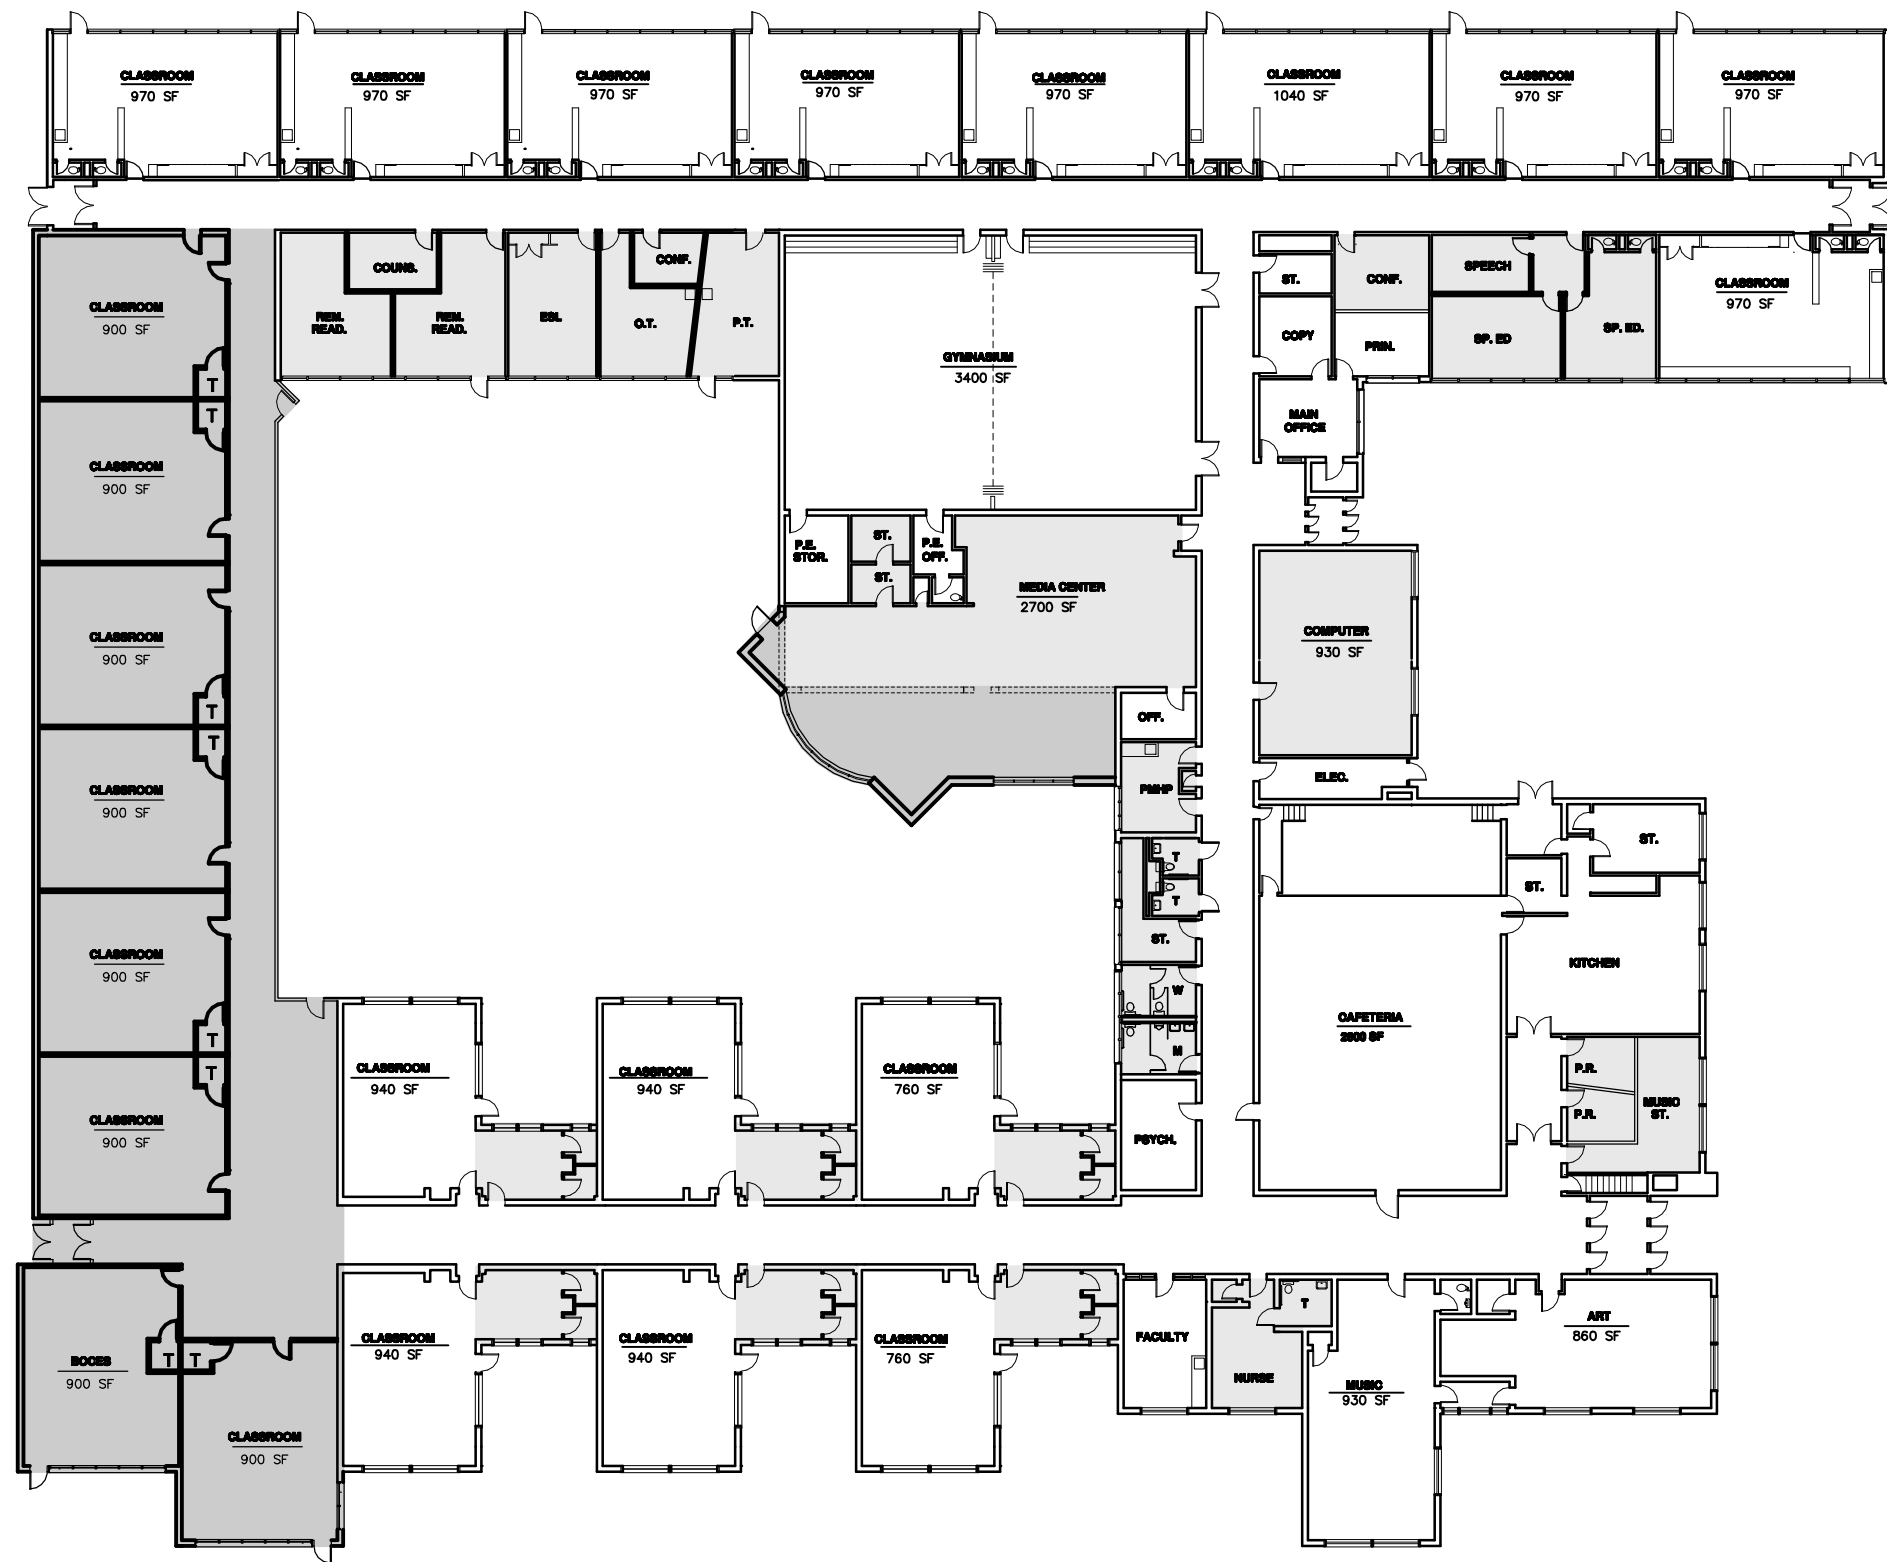 CLASSROOM
970 SF
CLASSROOM
970 SF
CLASSROOM
970 SF
CLASSROOM
970 SF
CLASSROOM
970 SF
CLASSROOM
1040 SF
CLASSROOM
970 SF
CLASSROOM
970 SF
CLASSROOM
900 SF
T
COUNS.
REM.
READ.
REM.
READ.
ESL
O.T.
CONF.
P.T.
GYMNASIUM
3400 SF
ST.
COPY
CONF.
PRIN.
MAIN
OFFICE
SPEECH
SP. ED
SP. ED.
CLASSROOM
970 SF
T
CLASSROOM
900 SF
P.E.
STOR.
ST.
ST.
P.E.
OFF.
MEDIA CENTER
2700 SF
COMPUTER
930 SF
CLASSROOM
900 SF
T
OFF.
T
CLASSROOM
900 SF
PMHP
ELEC.
T
T
ST.
ST.
ST.
KITCHEN
CLASSROOM
900 SF
T
W
M
CAFETERIA
2800 SF
T
CLASSROOM
900 SF
CLASSROOM
940 SF
CLASSROOM
940 SF
CLASSROOM
760 SF
PSYCH.
P.R.
P.R.
MUSIC
ST.
BOCES
900 SF
T
T
CLASSROOM
900 SF
CLASSROOM
940 SF
CLASSROOM
940 SF
CLASSROOM
760 SF
FACULTY
T
NURSE
MUSIC
930 SF
ART
860 SF